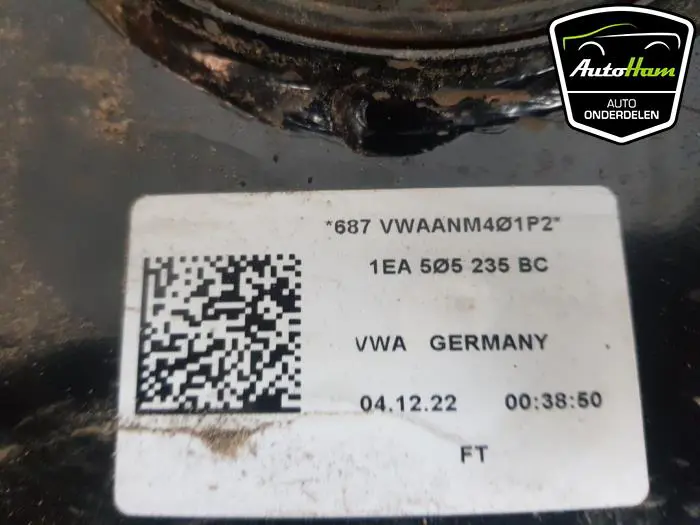 AutoHam
AUTO
ONDERDELEN
*687 VWAANM4Ø1P2*
1EA 5Ø5 235 BC
VWA GERMANY
04.12.22 00:38:50
FT